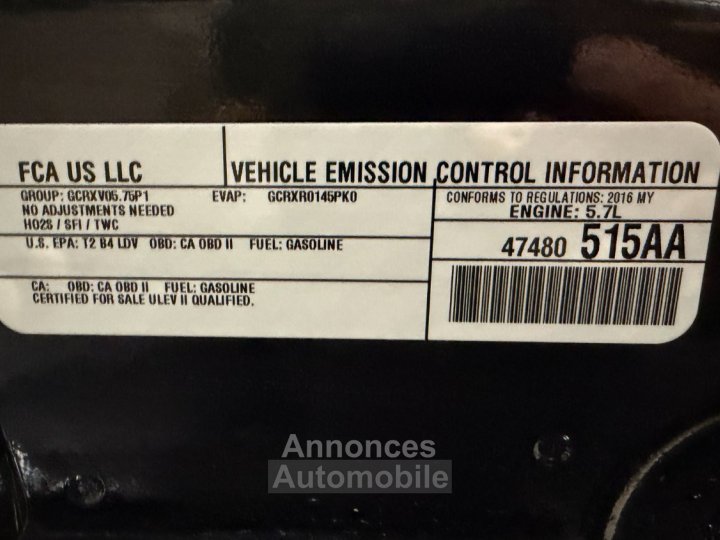 FCA US LLC
VEHICLE EMISSION CONTROL INFORMATION
GROUP: GCRXV05.75P1 EVAP: GCRXR0145PK0
NO ADJUSTMENTS NEEDED
HO2S / SFI / TWC
CONFORMS TO REGULATIONS: 2016 MY
ENGINE: 5.7L
U.S. EPA: T2 B4 LDV OBD: CA OBD II FUEL: GASOLINE
47480 515AA
CA: OBD: CA OBD II FUEL: GASOLINE
CERTIFIED FOR SALE ULEV II QUALIFIED.
Annonces
Automobile